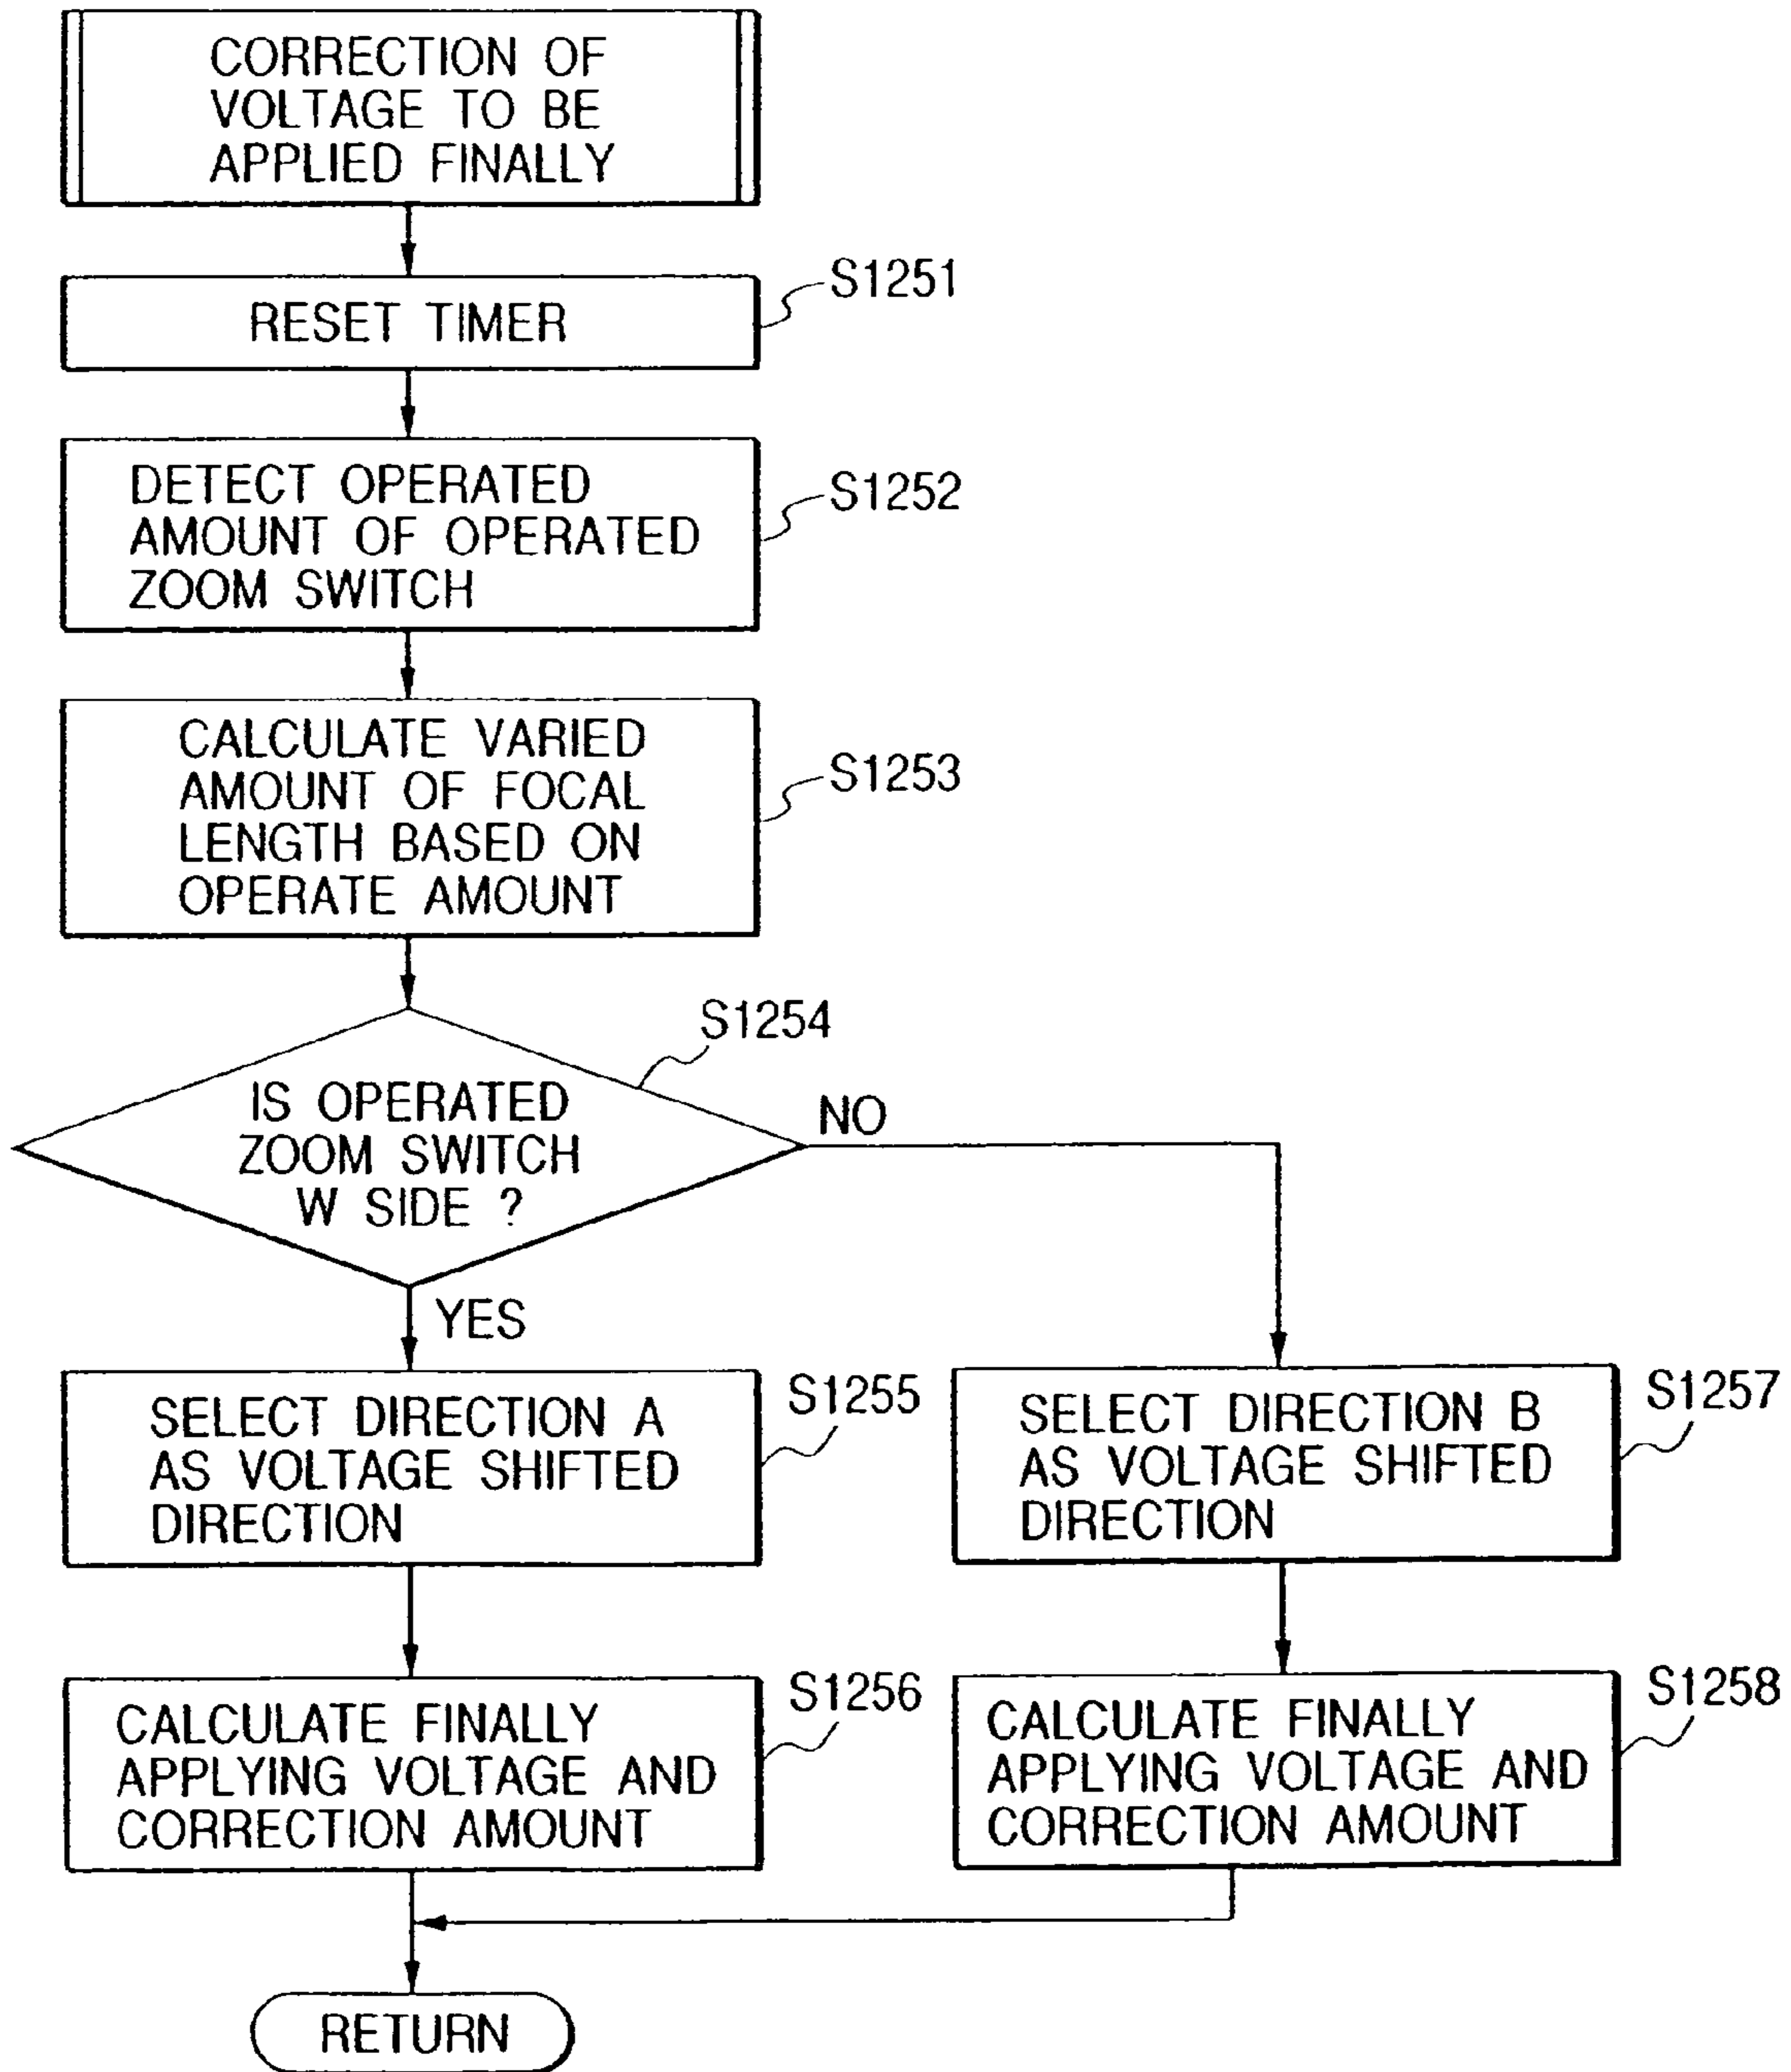 CORRECTION OF
VOLTAGE TO BE
APPLIED FINALLY
S1251
RESET TIMER
DETECT OPERATED
AMOUNT OF OPERATED
ZOOM SWITCH
S1252
CALCULATE VARIED
AMOUNT OF FOCAL
LENGTH BASED ON
OPERATE AMOUNT
S1253
S1254
IS OPERATED
ZOOM SWITCH
W SIDE ?
NO
YES
SELECT DIRECTION A
AS VOLTAGE SHIFTED
DIRECTION
S1255
SELECT DIRECTION B
AS VOLTAGE SHIFTED
DIRECTION
S1257
CALCULATE FINALLY
APPLYING VOLTAGE AND
CORRECTION AMOUNT
S1256
CALCULATE FINALLY
APPLYING VOLTAGE AND
CORRECTION AMOUNT
S1258
RETURN